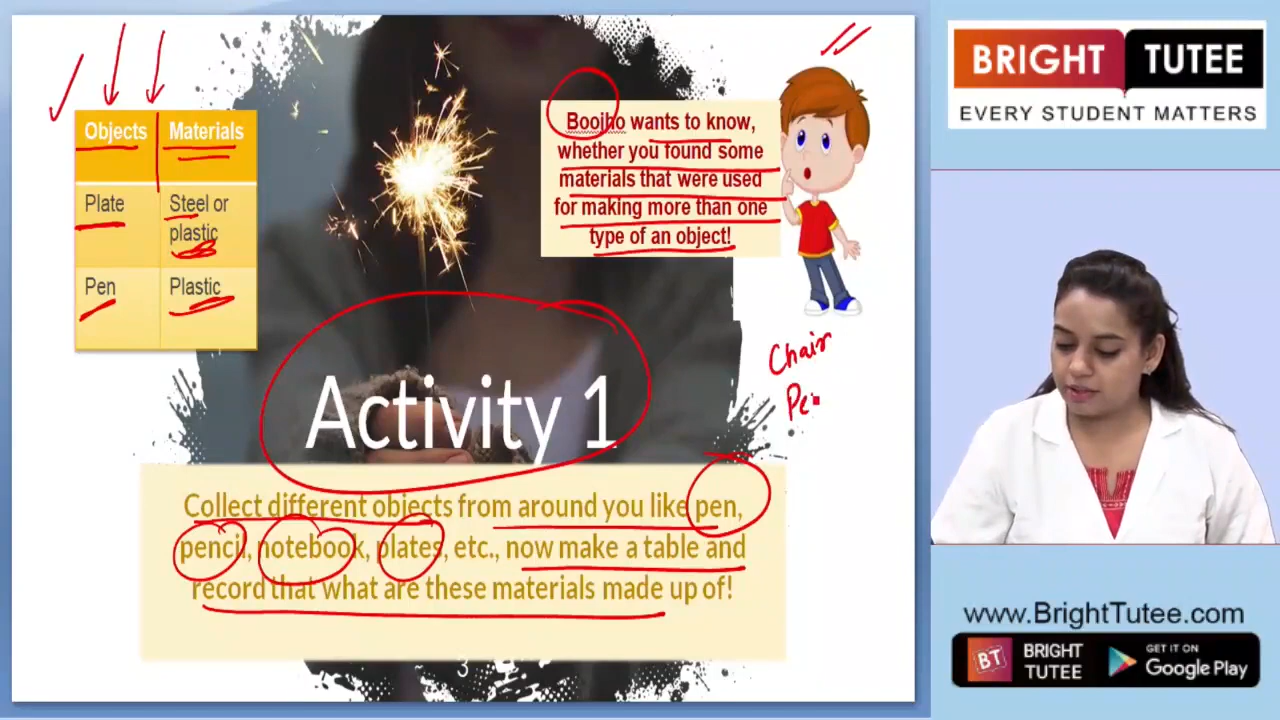 Objects Materials
Plate Steel or
plastic
Pen Plastic
Boojho wants to know,
whether you found some
materials that were used
for making more than one
type of an object!
Chair
Pe
Activity 1
Collect different objects from around you like pen,
pencil, notebook, plates, etc., now make a table and
record that what are these materials made up of!
3
BRIGHT TUTEE
EVERY STUDENT MATTERS
www.BrightTutee.com
BT BRIGHT
TUTEE
GET IT ON
Google Play